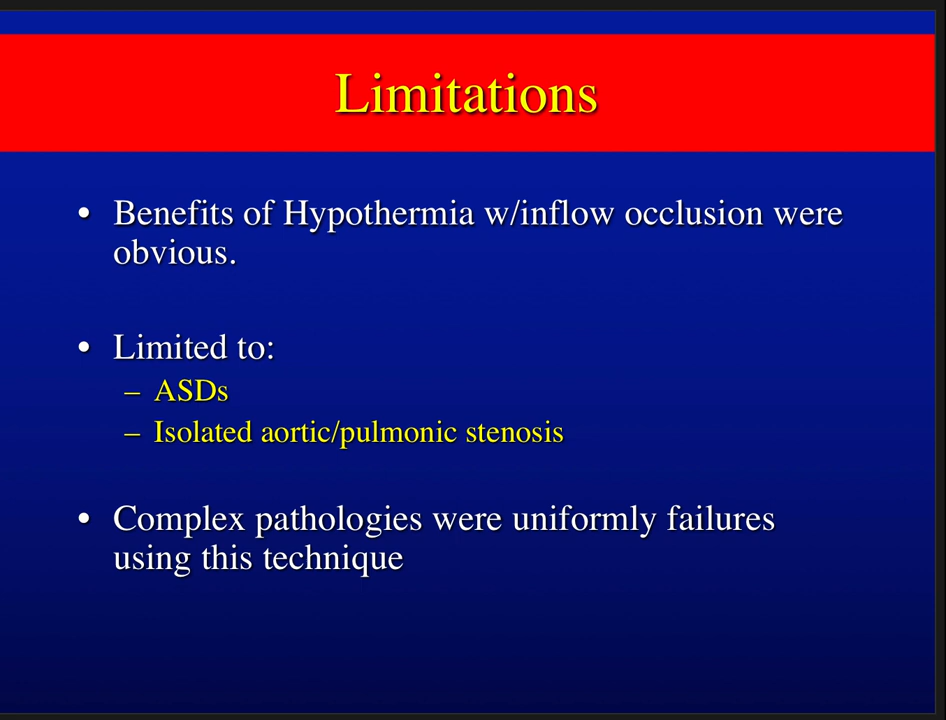 Limitations
• Benefits of Hypothermia w/inflow occlusion were
obvious.
• Limited to:
– ASDs
– Isolated aortic/pulmonic stenosis
• Complex pathologies were uniformly failures
using this technique